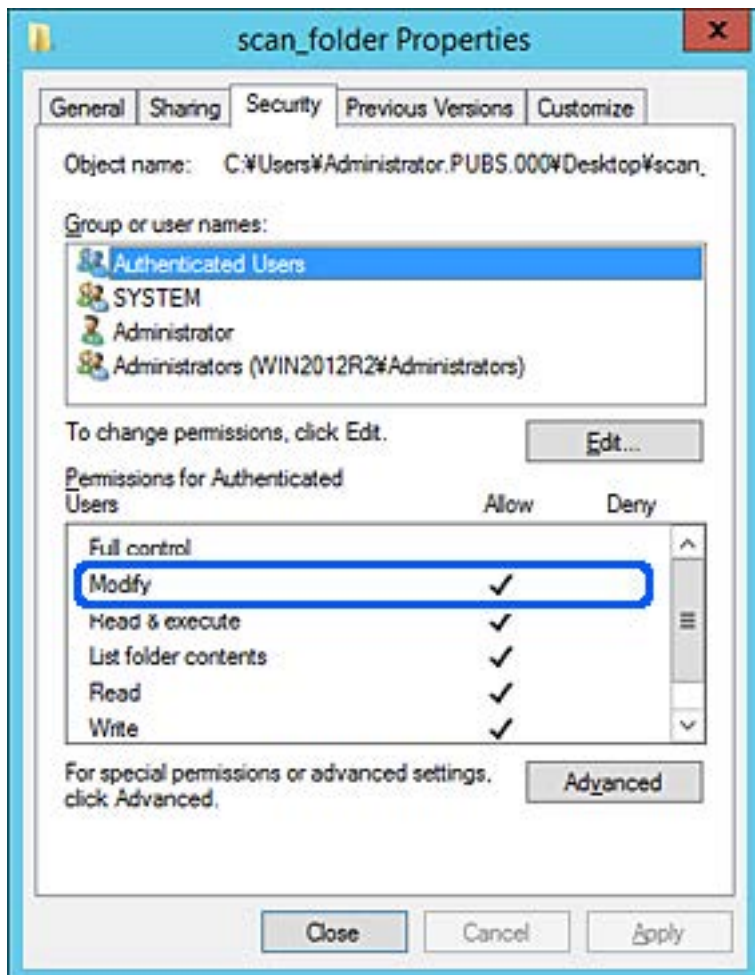 scan_folder Properties
x
General Sharing Security Previous Versions Customize
Object name: C:¥Users¥Administrator.PUBS.000¥Desktop¥scan_
Group or user names:
Authenticated Users
SYSTEM
Administrator
Administrators (WIN2012R2¥Administrators)
To change permissions, click Edit.
Edit...
Permissions for Authenticated
Users Allow Deny
Full control
Modify
Read & execute
List folder contents
Read
Write
For special permissions or advanced settings,
click Advanced.
Advanced
Close Cancel Apply